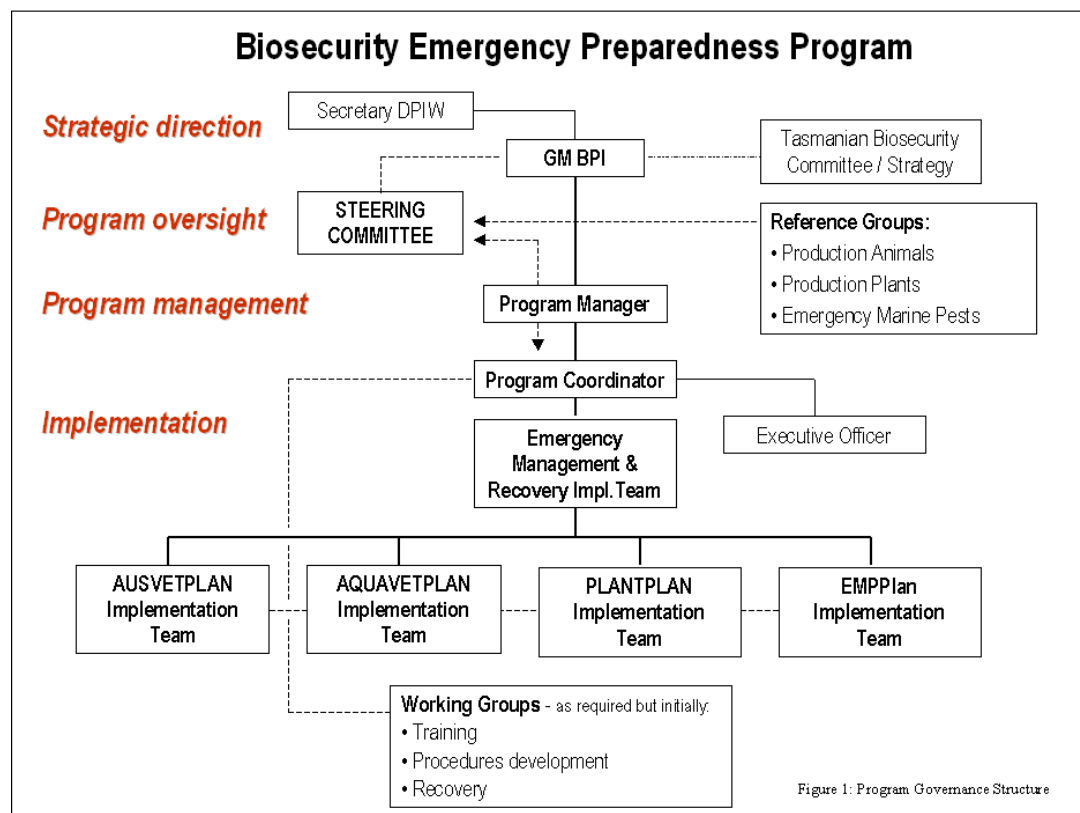 Biosecurity Emergency Preparedness Program
Strategic direction
Secretary DPIW
GM BPI
Tasmanian Biosecurity
Committee / Strategy
Program oversight
STEERING
COMMITTEE
Reference Groups:
• Production Animals
• Production Plants
• Emergency Marine Pests
Program management
Program Manager
Program Coordinator
Implementation
Executive Officer
Emergency
Management &
Recovery Impl.Team
AUSVETPLAN
Implementation
Team
AQUAVETPLAN
Implementation
Team
PLANTPLAN
Implementation
Team
EMPPlan
Implementation
Team
Working Groups - as required but initially:
• Training
• Procedures development
• Recovery
Figure 1: Program Governance Structure